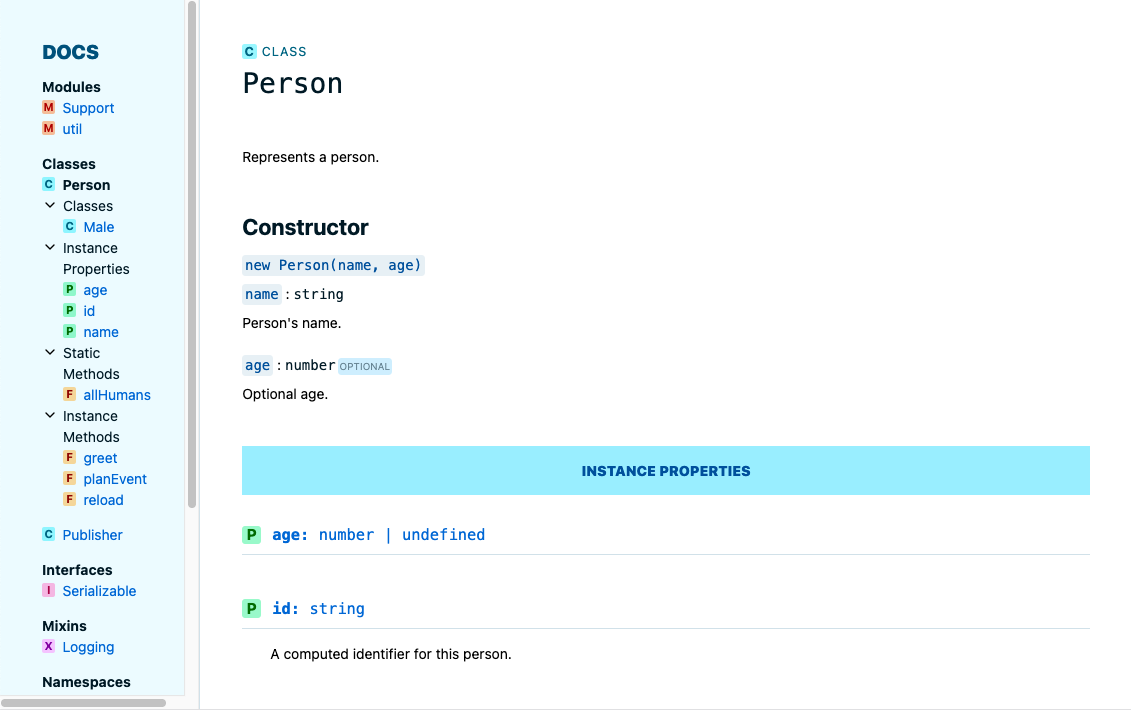 DOCS
Modules
M Support
M util
Classes
C Person
Classes
C Male
Instance
Properties
P age
P id
P name
Static
Methods
F allHumans
Instance
Methods
F greet
F planEvent
F reload
C Publisher
Interfaces
I Serializable
Mixins
X Logging
Namespaces
C CLASS
Person
Represents a person.
Constructor
new Person(name, age)
name : string
Person's name.
age : number OPTIONAL
Optional age.
INSTANCE PROPERTIES
P age: number | undefined
P id: string
A computed identifier for this person.